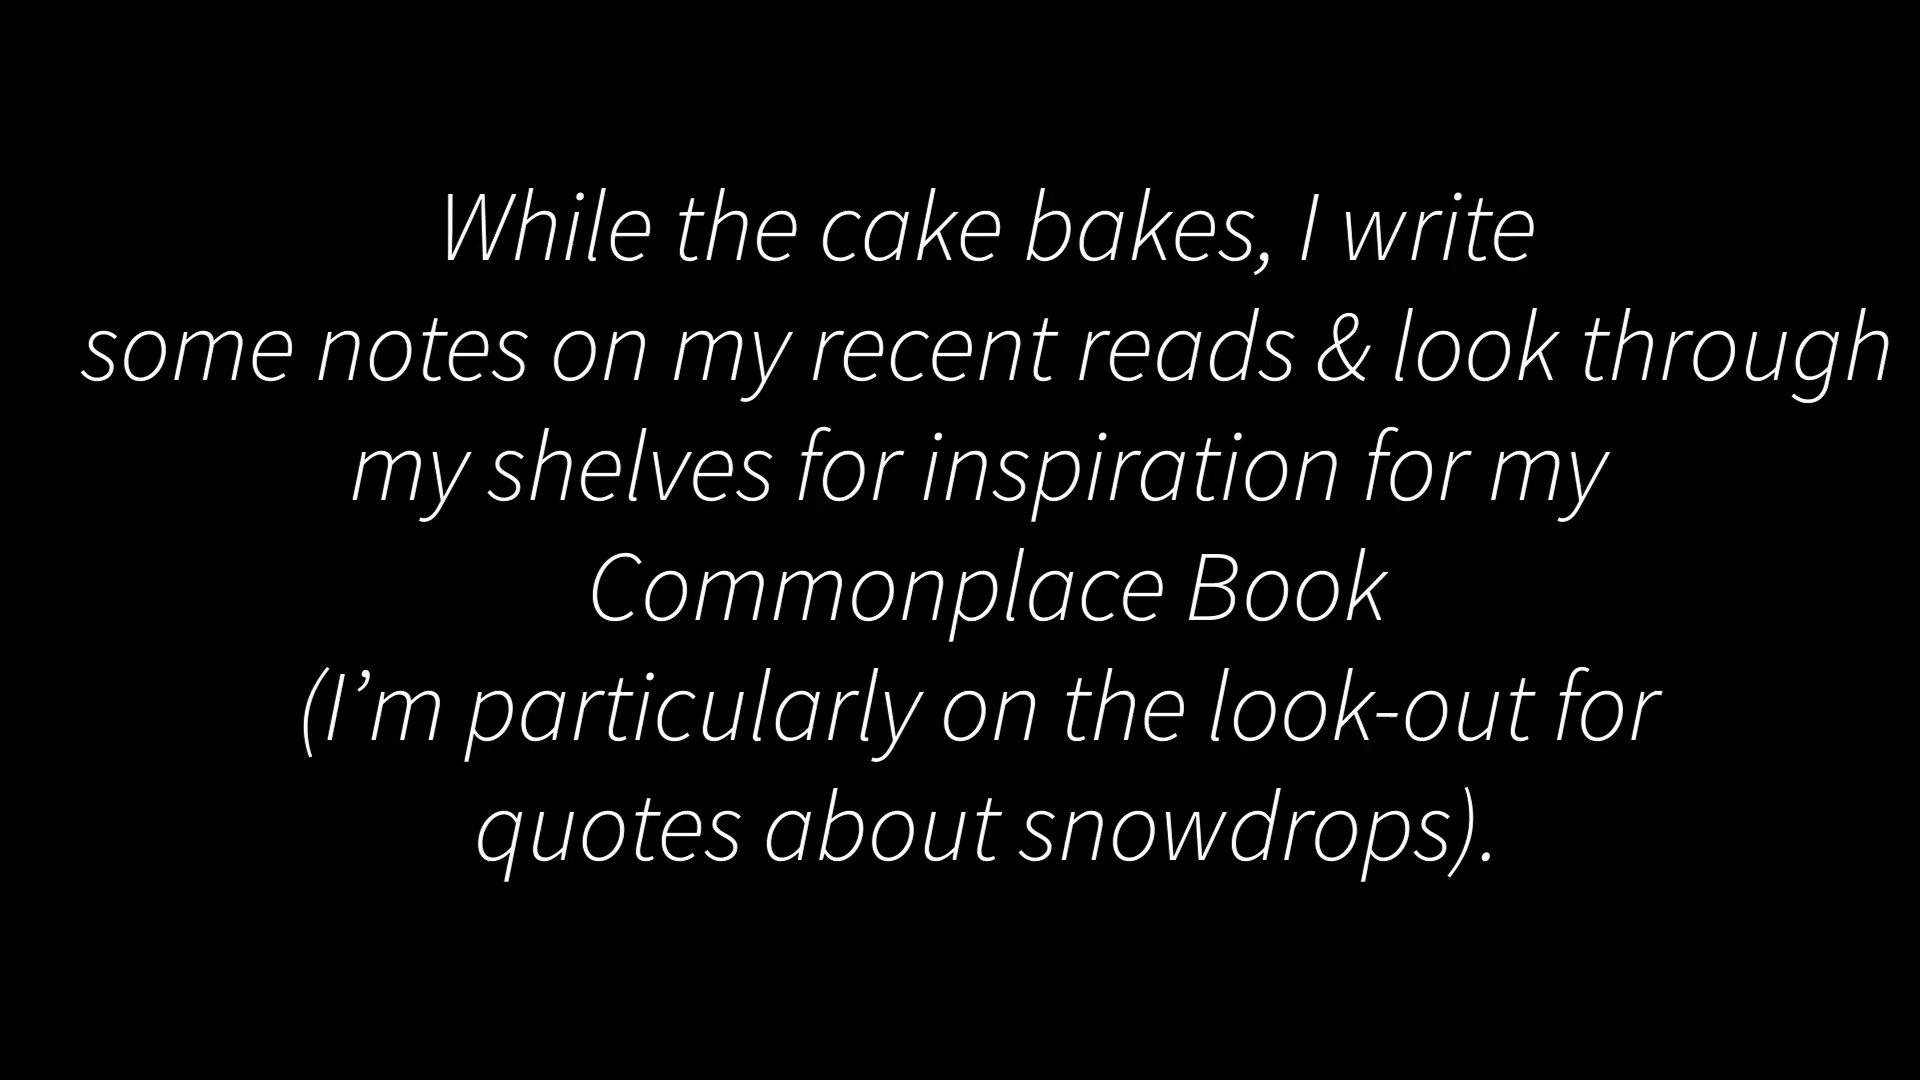 While the cake bakes, I write
some notes on my recent reads & look through
my shelves for inspiration for my
Commonplace Book
(I’m particularly on the look-out for
quotes about snowdrops).